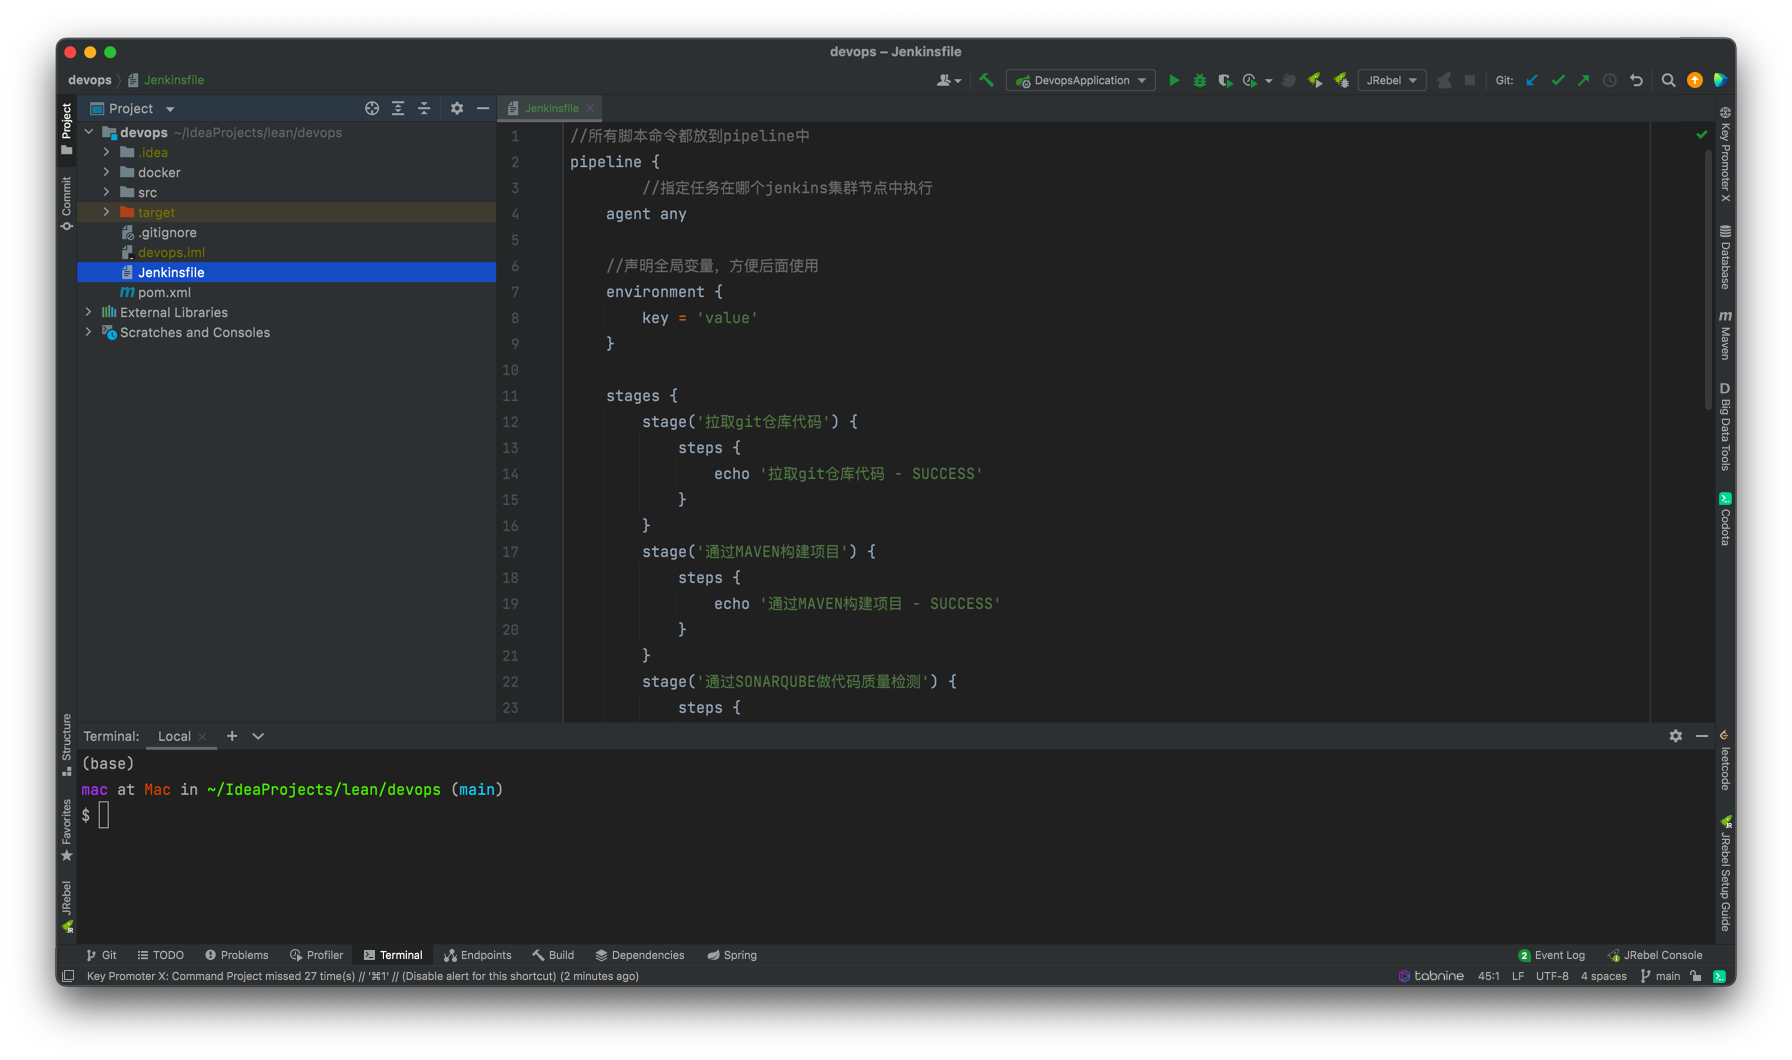 devops – Jenkinsfile
devops
Jenkinsfile
DevopsApplication
JRebel
Git:
Project
Jenkinsfile
Project
Commit
Structure
Favorites
JRebel
devops ~/IdeaProjects/lean/devops
.idea
docker
src
target
.gitignore
devops.iml
Jenkinsfile
pom.xml
External Libraries
Scratches and Consoles
1 //所有脚本命令都放到pipeline中
2 pipeline {
3 //指定任务在哪个jenkins集群节点中执行
4 agent any
5
6 //声明全局变量，方便后面使用
7 environment {
8 key = 'value'
9 }
10
11 stages {
12 stage('拉取git仓库代码') {
13 steps {
14 echo '拉取git仓库代码 - SUCCESS'
15 }
16 }
17 stage('通过MAVEN构建项目') {
18 steps {
19 echo '通过MAVEN构建项目 - SUCCESS'
20 }
21 }
22 stage('通过SONARQUBE做代码质量检测') {
23 steps {
Key Promoter X
Database
Maven
Big Data Tools
Codota
leetcode
JRebel Setup Guide
Terminal:
Local
(base)
mac at Mac in ~/IdeaProjects/lean/devops (main)
$
Git
TODO
Problems
Profiler
Terminal
Endpoints
Build
Dependencies
Spring
2 Event Log
JRebel Console
Key Promoter X: Command Project missed 27 time(s) // '⌘1' // (Disable alert for this shortcut) (2 minutes ago)
tabnine
45:1
LF
UTF-8
4 spaces
main